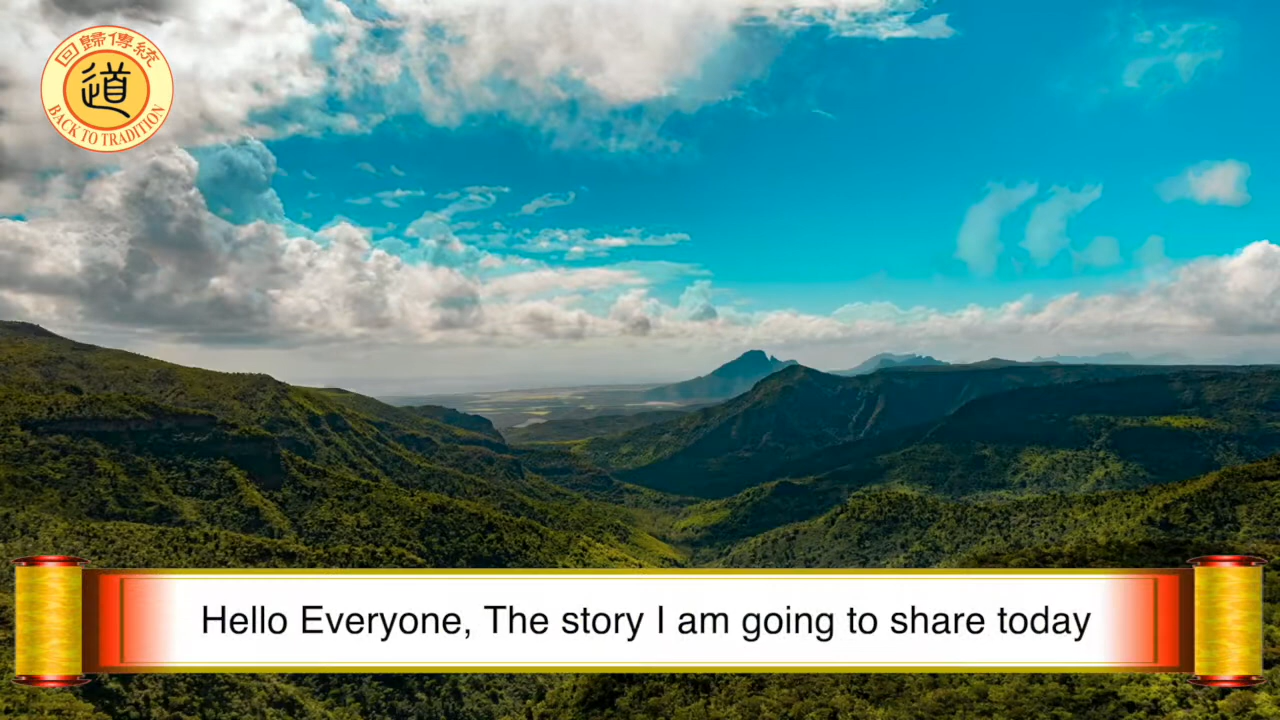 回歸傳統
道
BACK TO TRADITION
Hello Everyone, The story I am going to share today